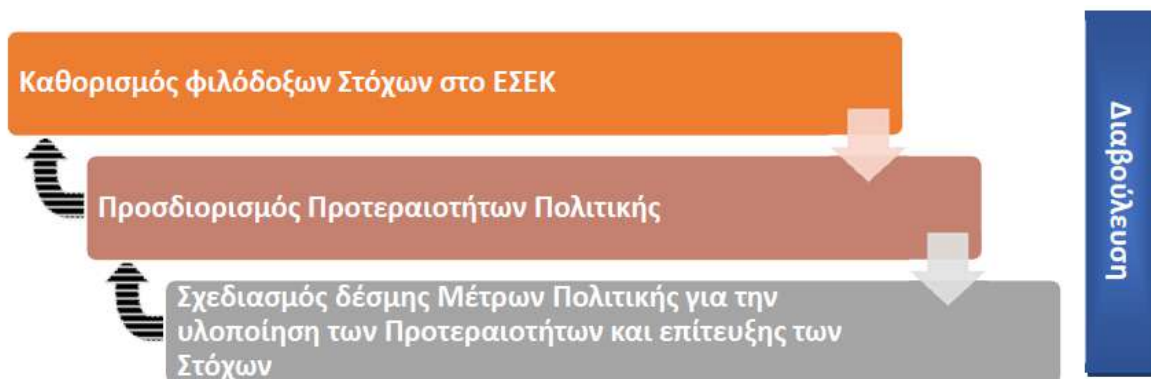 Καθορισμός φιλόδοξων Στόχων στο ΕΣΕΚ
Προσδιορισμός Προτεραιοτήτων Πολιτικής
Σχεδιασμός δέσμης Μέτρων Πολιτικής για την
υλοποίηση των Προτεραιοτήτων και επίτευξης των
Στόχων
Διαβούλευση